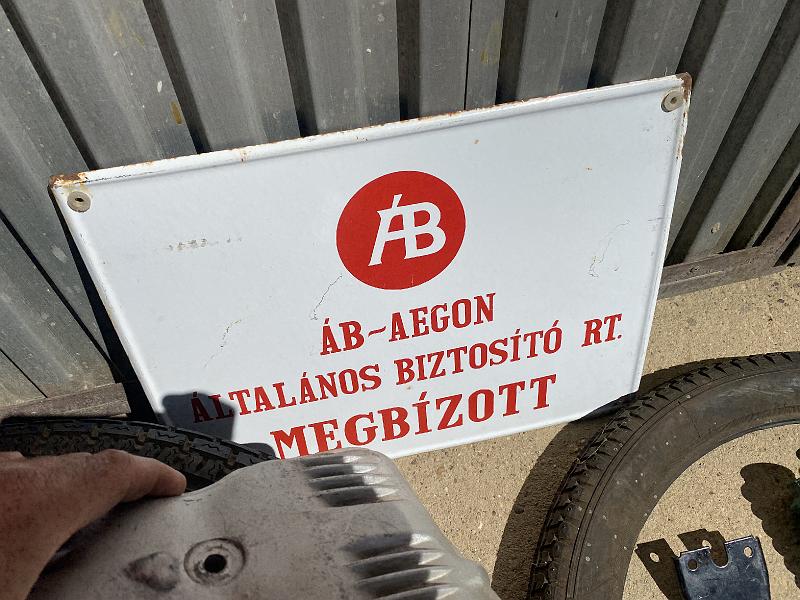 ÁB
ÁB~AEGON
ÁLTALÁNOS BIZTOSÍTÓ RT.
MEGBÍZOTT